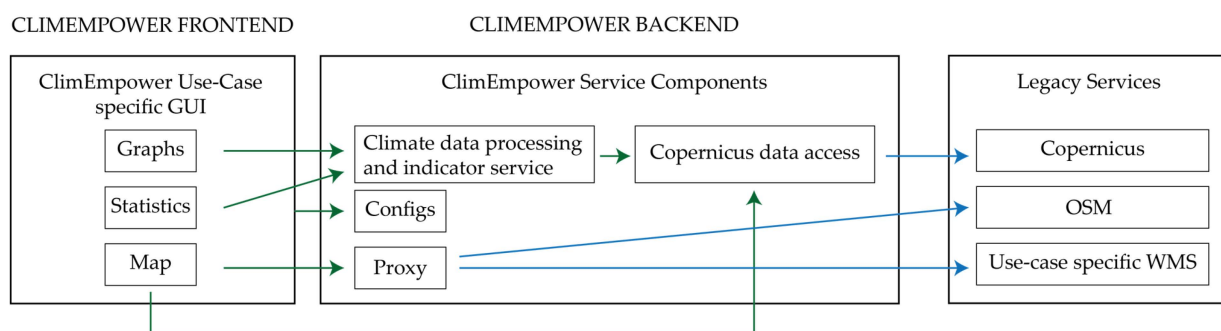 CLIMEMPOWER FRONTEND
CLIMEMPOWER BACKEND
ClimEmpower Use-Case
specific GUI
Graphs
Statistics
Map
ClimEmpower Service Components
Climate data processing
and indicator service
Copernicus data access
Configs
Proxy
Legacy Services
Copernicus
OSM
Use-case specific WMS